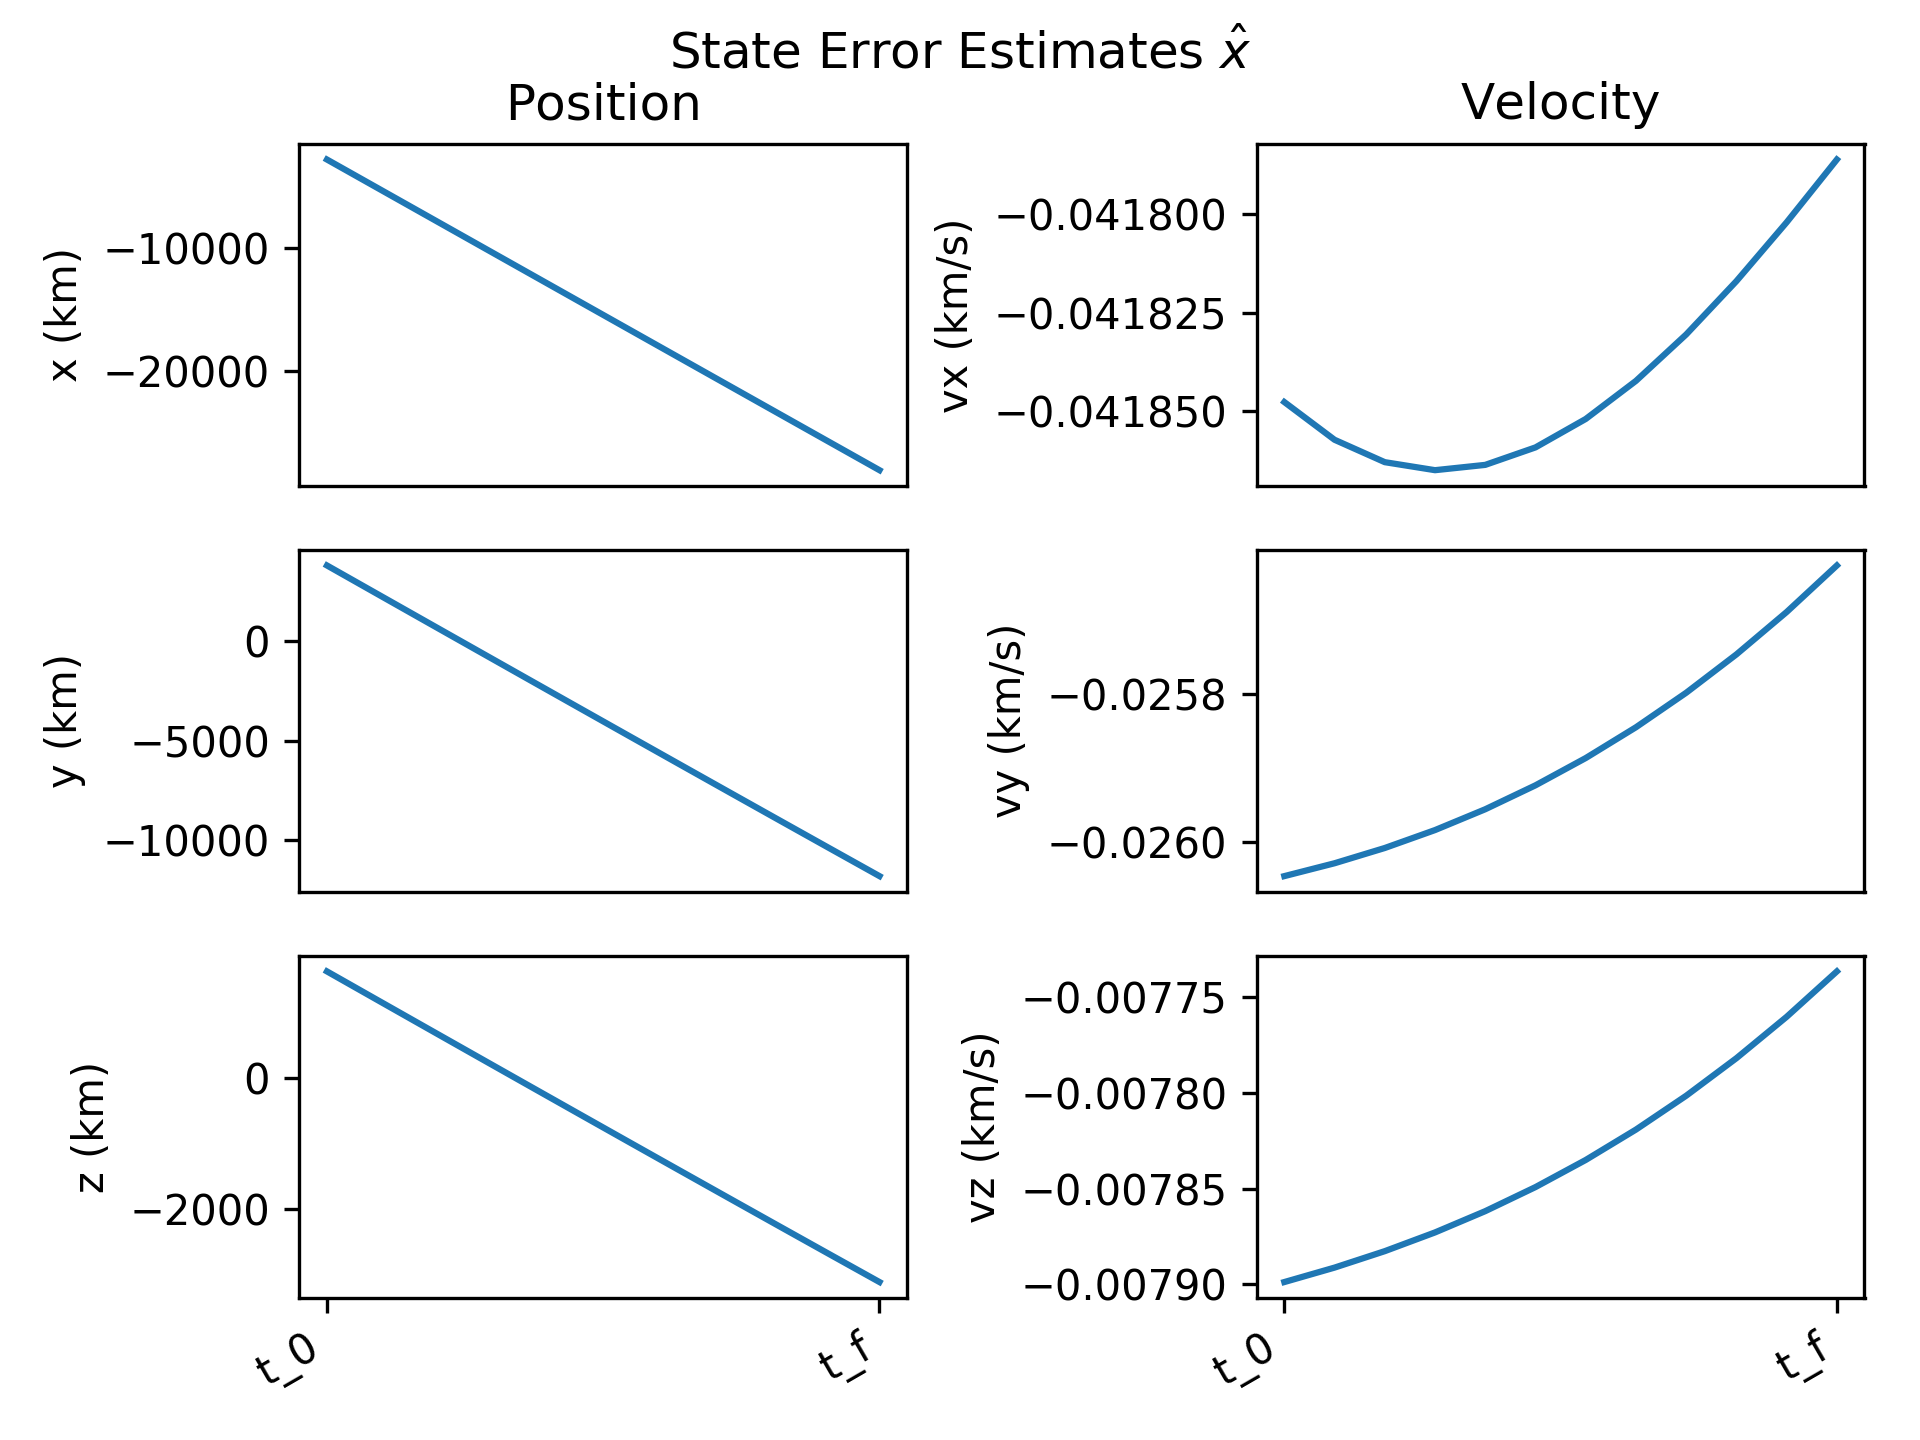 State Error Estimates x̂
Position
Velocity
x (km)
−10000
−20000
vx (km/s)
−0.041800
−0.041825
−0.041850
y (km)
0
−5000
−10000
vy (km/s)
−0.0258
−0.0260
z (km)
0
−2000
vz (km/s)
−0.00775
−0.00780
−0.00785
−0.00790
t_0
t_f
t_0
t_f